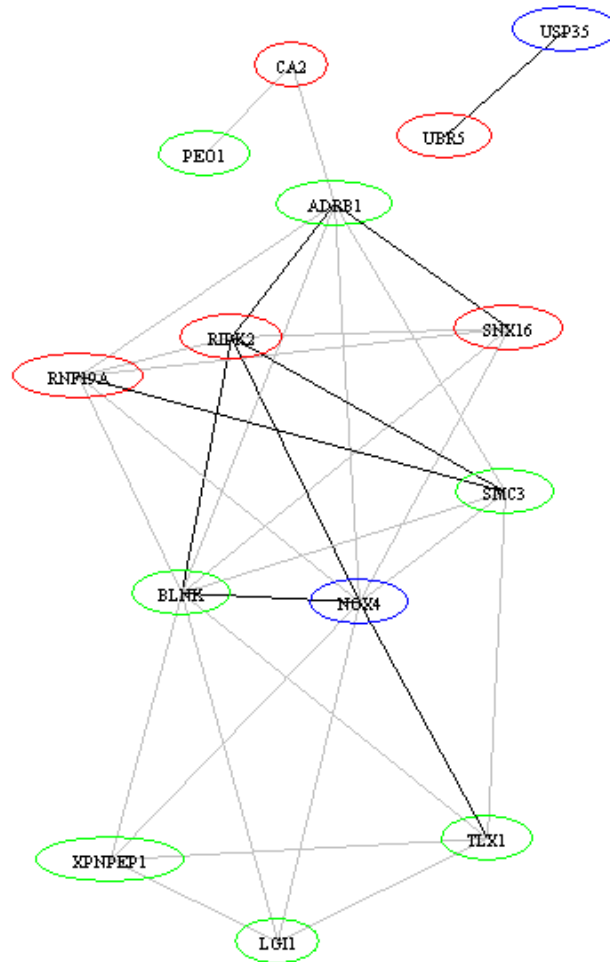 USP35
CA2
UBR5
PEO1
ADRB1
SNX16
RIPK2
RNF19A
SMC3
BLNK
NOX4
TLX1
XPNPEP1
LGI1